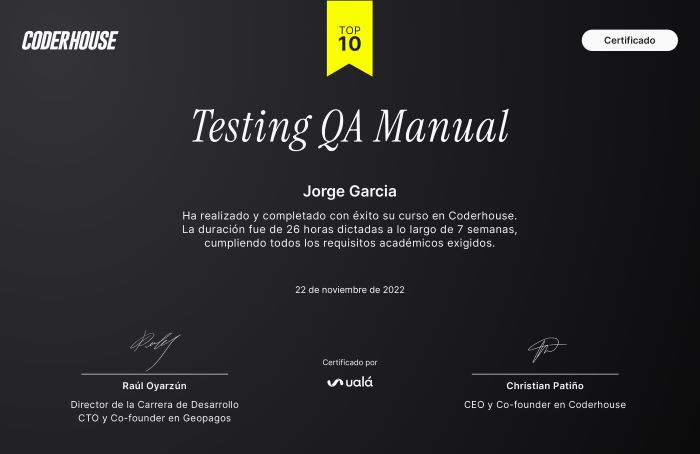 CODERHOUSE
TOP
10
Certificado
Testing QA Manual
Jorge Garcia
Ha realizado y completado con éxito su curso en Coderhouse.
La duración fue de 26 horas dictadas a lo largo de 7 semanas,
cumpliendo todos los requisitos académicos exigidos.
22 de noviembre de 2022
Raúl Oyarzún
Director de la Carrera de Desarrollo
CTO y Co-founder en Geopagos
Certificado por
ualá
Christian Patiño
CEO y Co-founder en Coderhouse